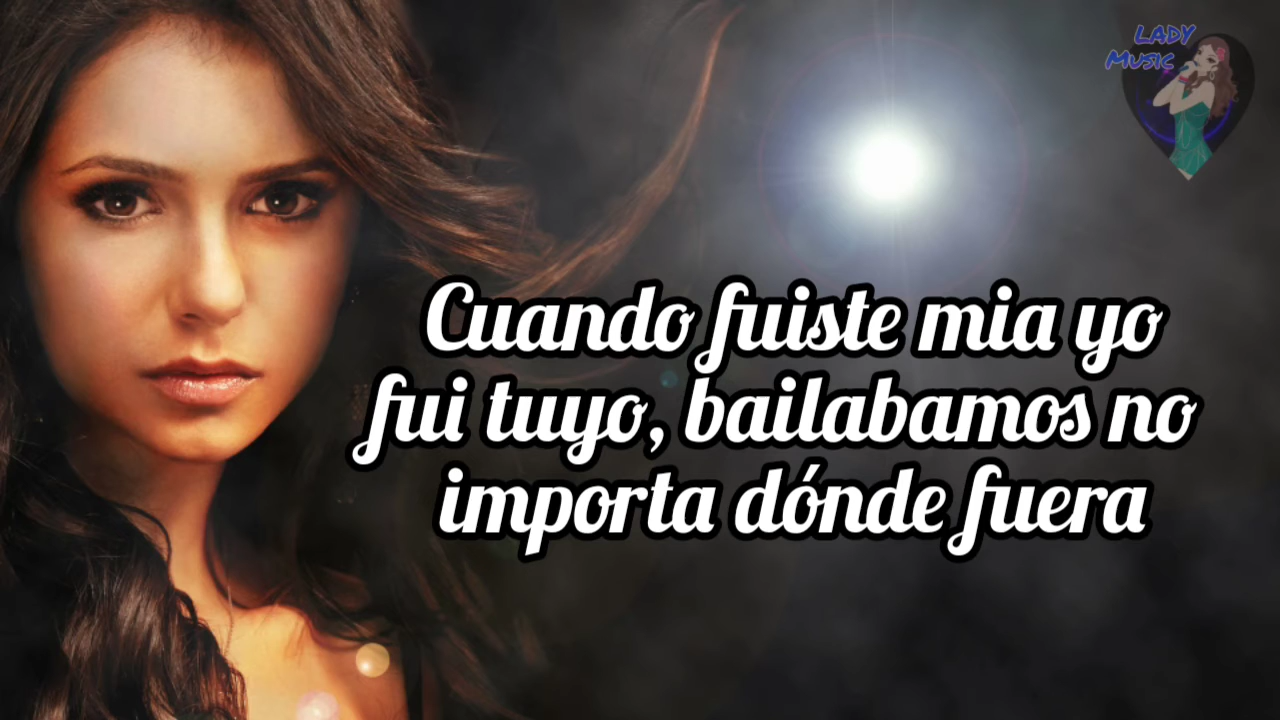 LADY
MUSIC
Cuando fuiste mia yo
fui tuyo, bailabamos no
importa dónde fuera